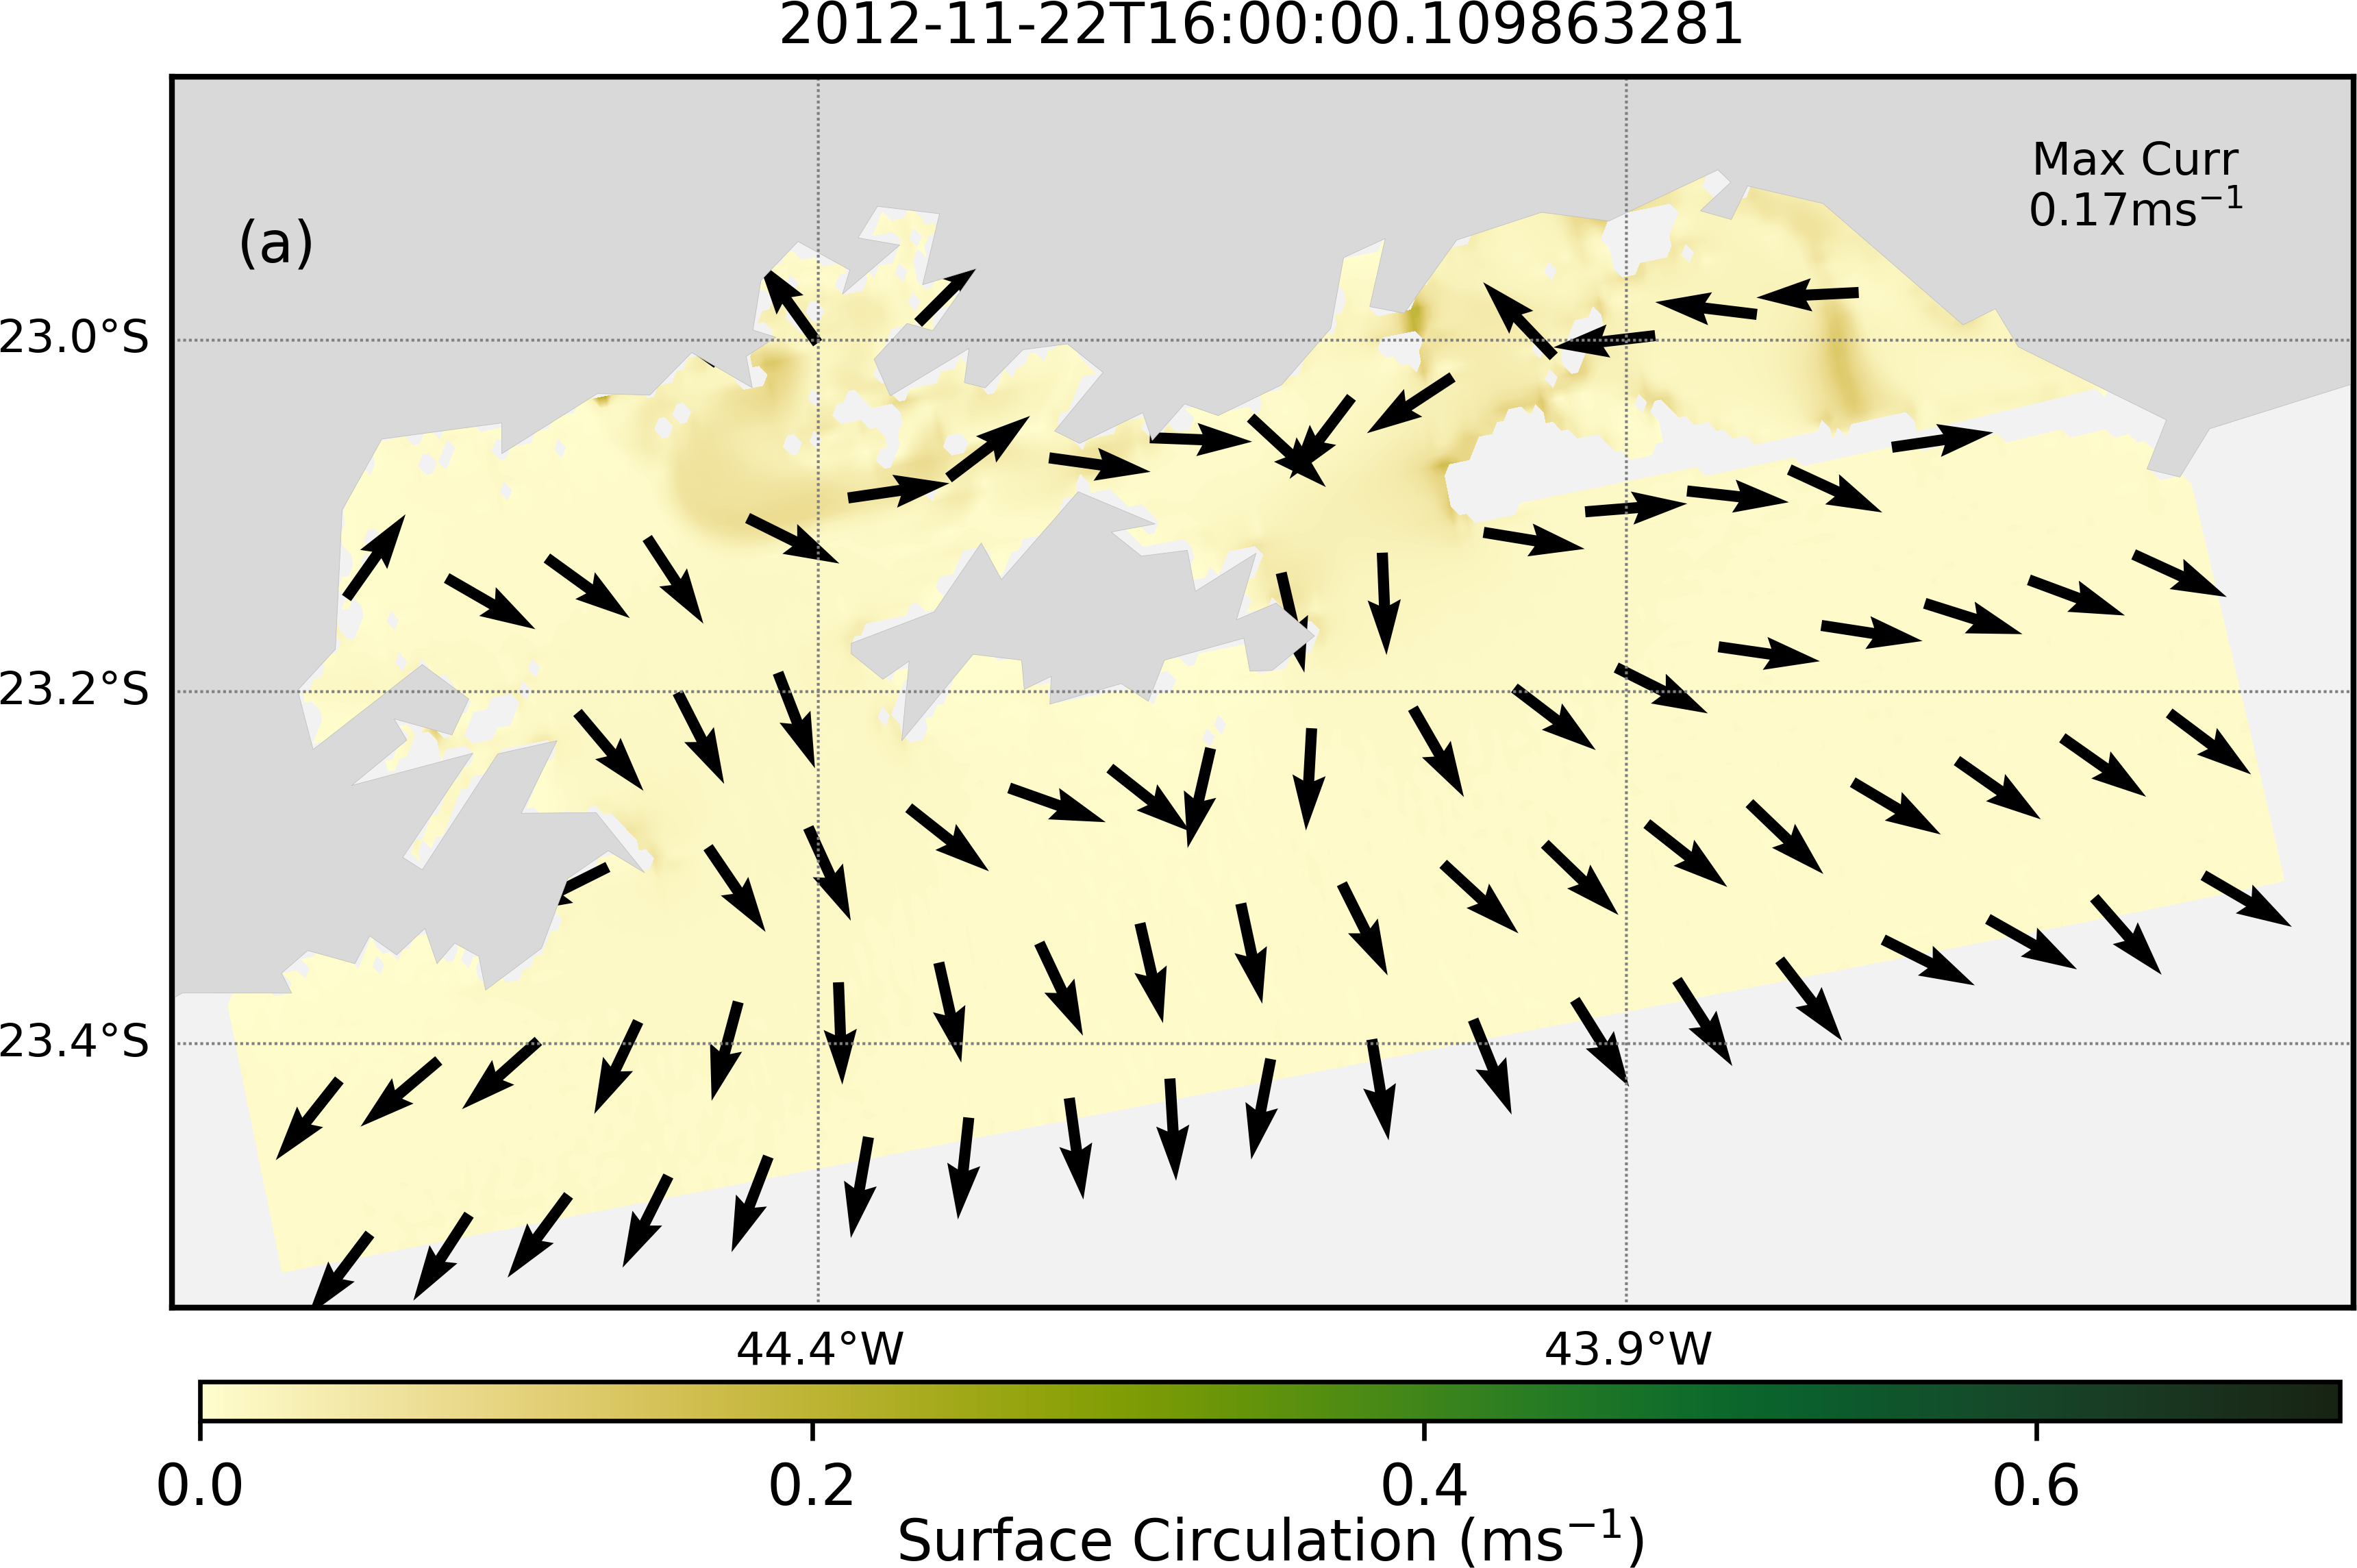 2012-11-22T16:00:00.109863281
Max Curr
0.17ms⁻¹
(a)
23.0°S
23.2°S
23.4°S
44.4°W 43.9°W
0.0 0.2 0.4 0.6
Surface Circulation (ms⁻¹)